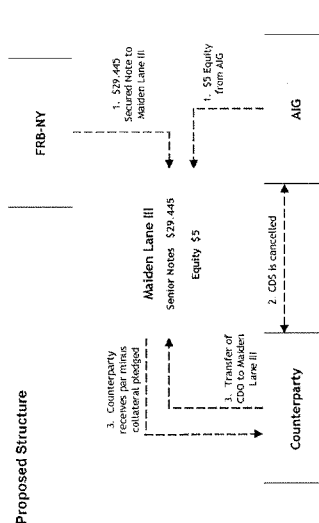 Proposed Structure
FRB-NY
1. $29.445
Secured Note to
Maiden Lane III
1. $5 Equity
from AIG
Maiden Lane III
Senior Notes $29.445
Equity $5
3. Counterparty
receives par minus
collateral pledged
3. Transfer of
CDO to Maiden
Lane III
2. CDS is cancelled
Counterparty
AIG